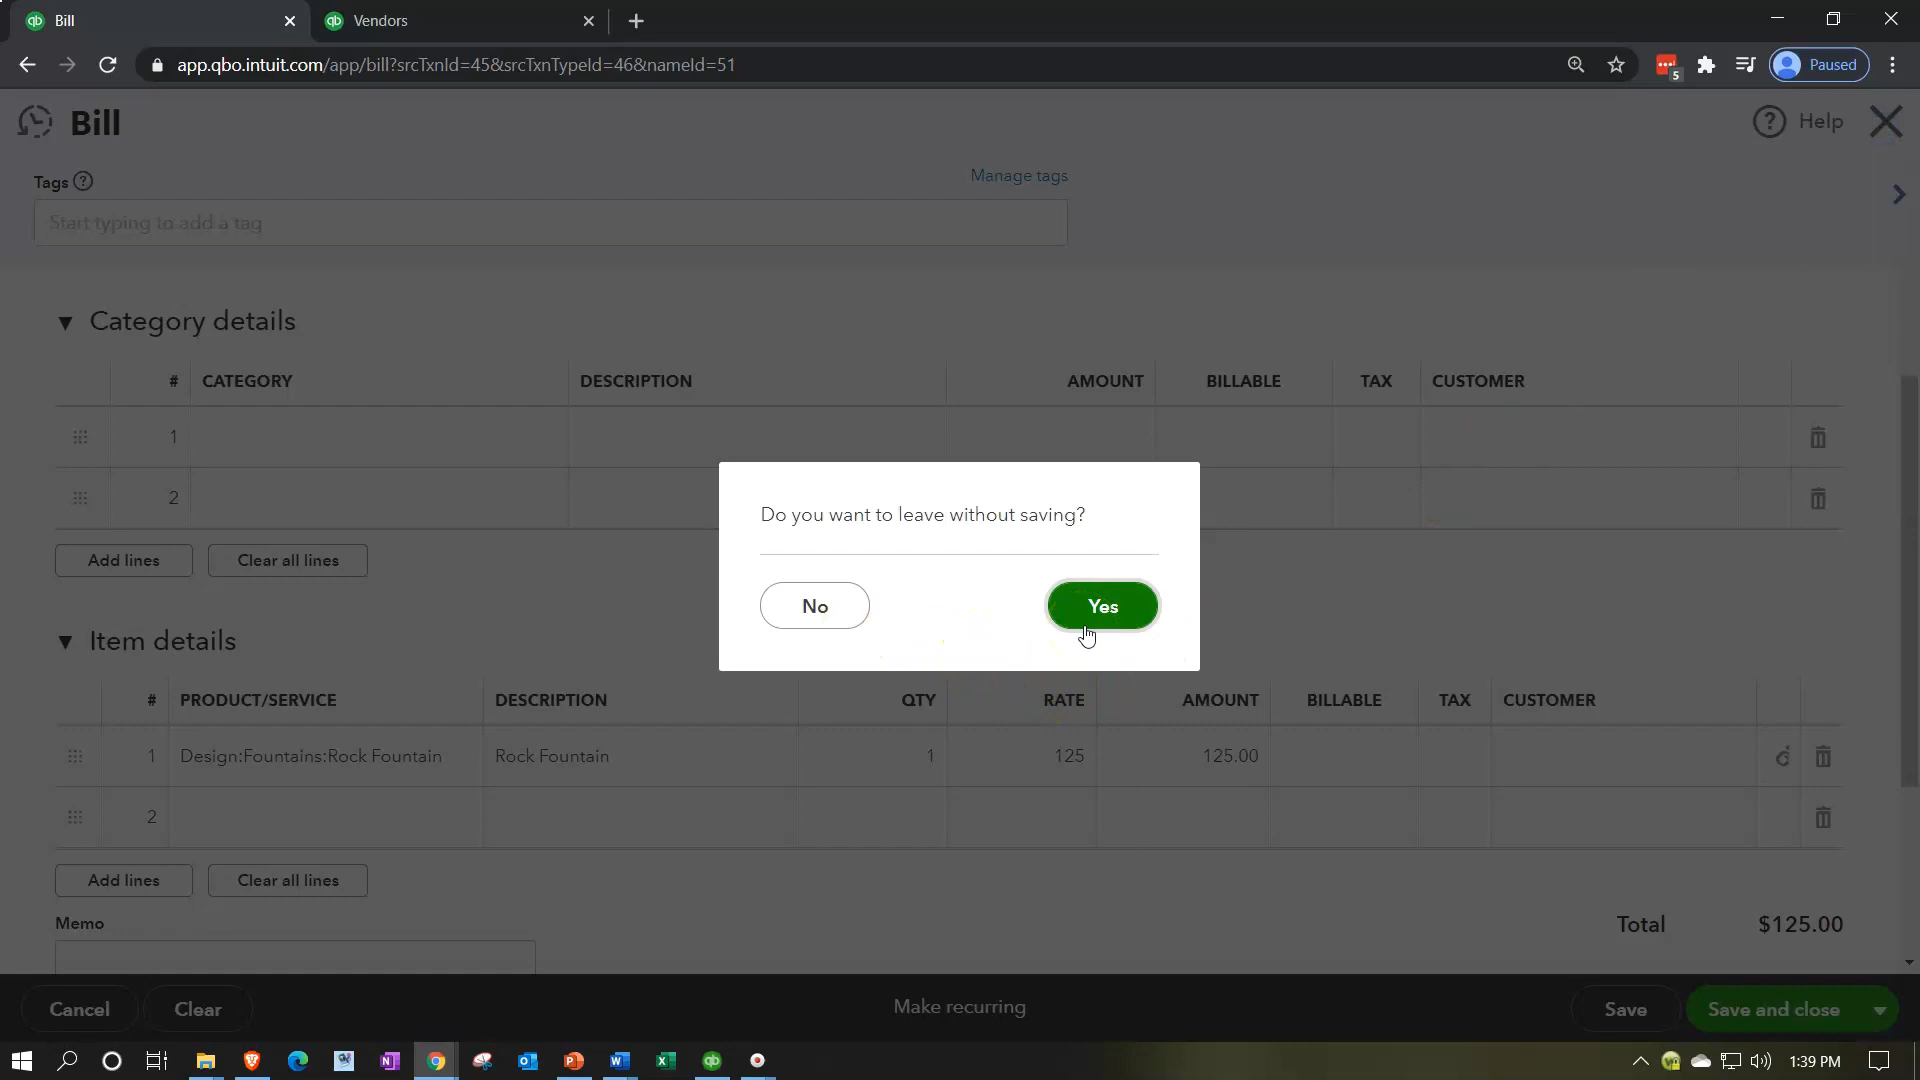 Bill
Vendors
app.qbo.intuit.com/app/bill?srcTxnId=45&srcTxnTypeId=46&nameId=51
5
Paused
Bill
Help
Tags
Manage tags
Start typing to add a tag
Category details
# CATEGORY DESCRIPTION AMOUNT BILLABLE TAX CUSTOMER
1
2
Add lines
Clear all lines
Do you want to leave without saving?
No
Yes
Item details
# PRODUCT/SERVICE DESCRIPTION QTY RATE AMOUNT BILLABLE TAX CUSTOMER
1 Design:Fountains:Rock Fountain Rock Fountain 1 125 125.00
2
Add lines
Clear all lines
Memo
Total $125.00
Cancel
Clear
Make recurring
Save
Save and close
1:39 PM